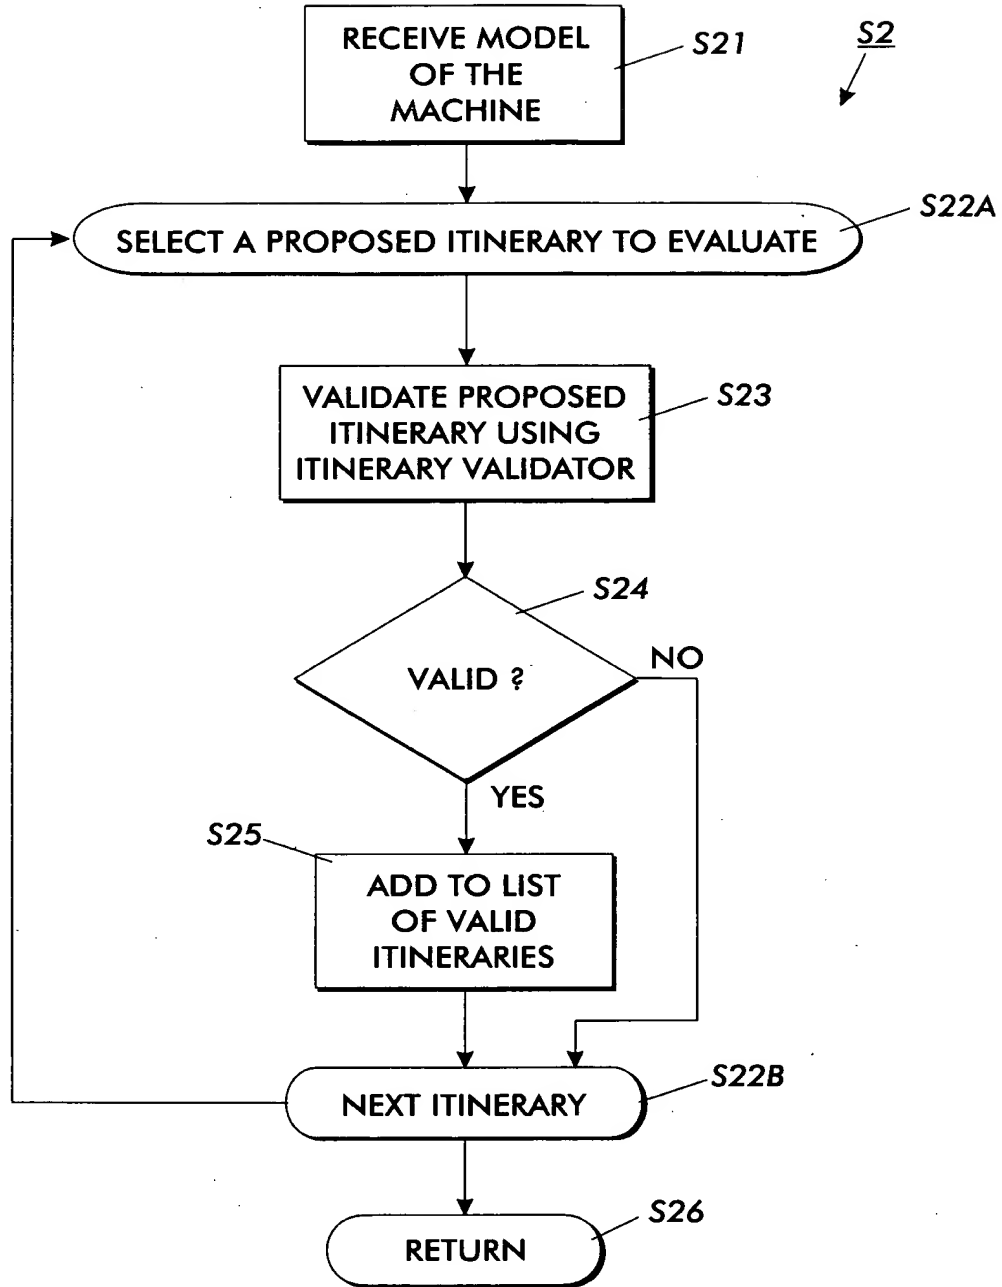 RECEIVE MODEL
OF THE
MACHINE
S21
S2
S22A
SELECT A PROPOSED ITINERARY TO EVALUATE
VALIDATE PROPOSED
ITINERARY USING
ITINERARY VALIDATOR
S23
S24
VALID ?
NO
YES
S25
ADD TO LIST
OF VALID
ITINERARIES
S22B
NEXT ITINERARY
S26
RETURN